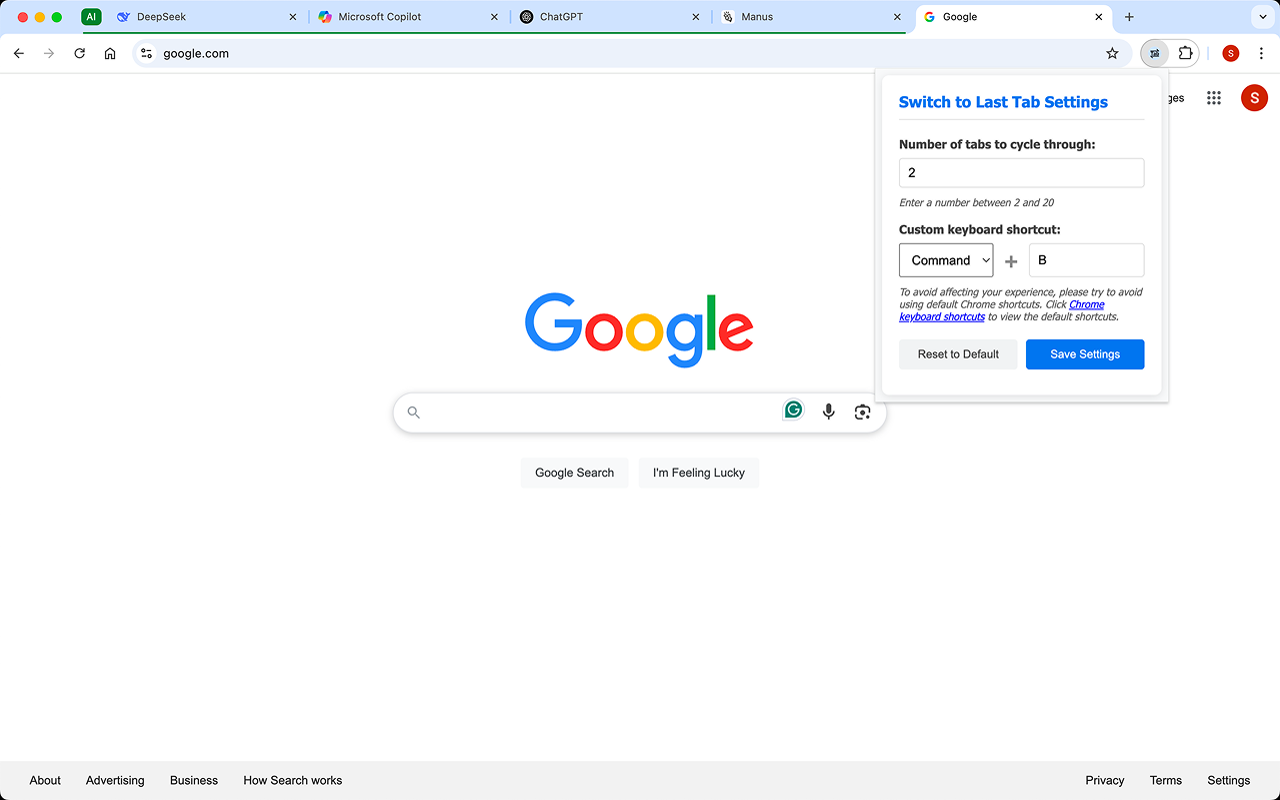 AI
DeepSeek
Microsoft Copilot
ChatGPT
Manus
Google
google.com
S
ges
S
Switch to Last Tab Settings
Number of tabs to cycle through:
2
Enter a number between 2 and 20
Custom keyboard shortcut:
Command
B
To avoid affecting your experience, please try to avoid
using default Chrome shortcuts. Click Chrome
keyboard shortcuts to view the default shortcuts.
Reset to Default
Save Settings
Google
Google Search
I'm Feeling Lucky
About
Advertising
Business
How Search works
Privacy
Terms
Settings